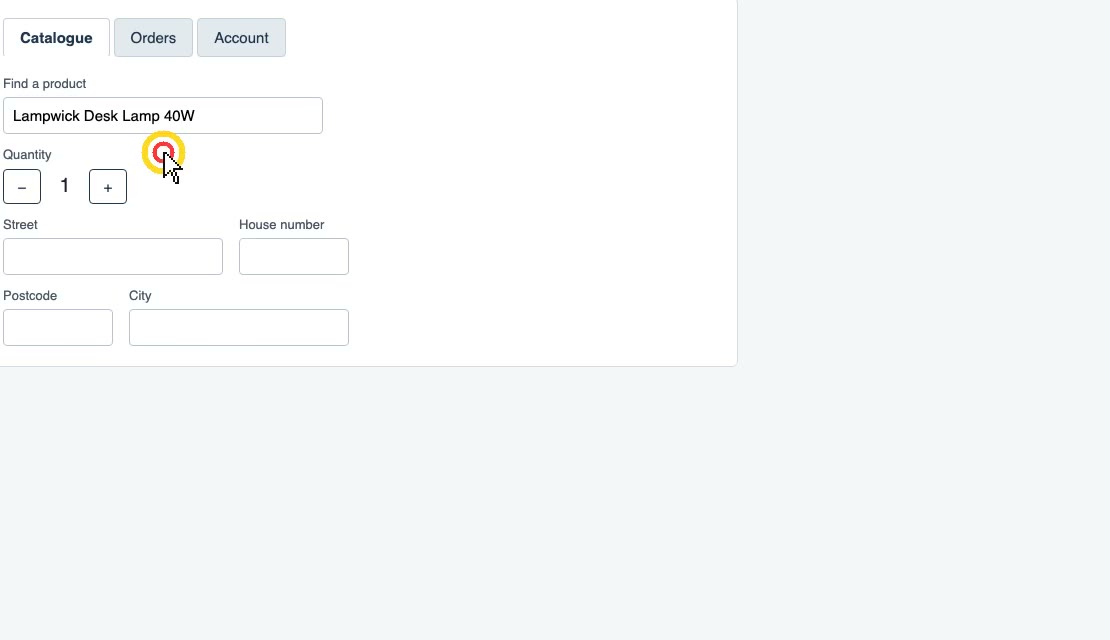 Catalogue Orders Account
Find a product
Lampwick Desk Lamp 40W
Quantity
– 1 +
Street House number
Postcode City